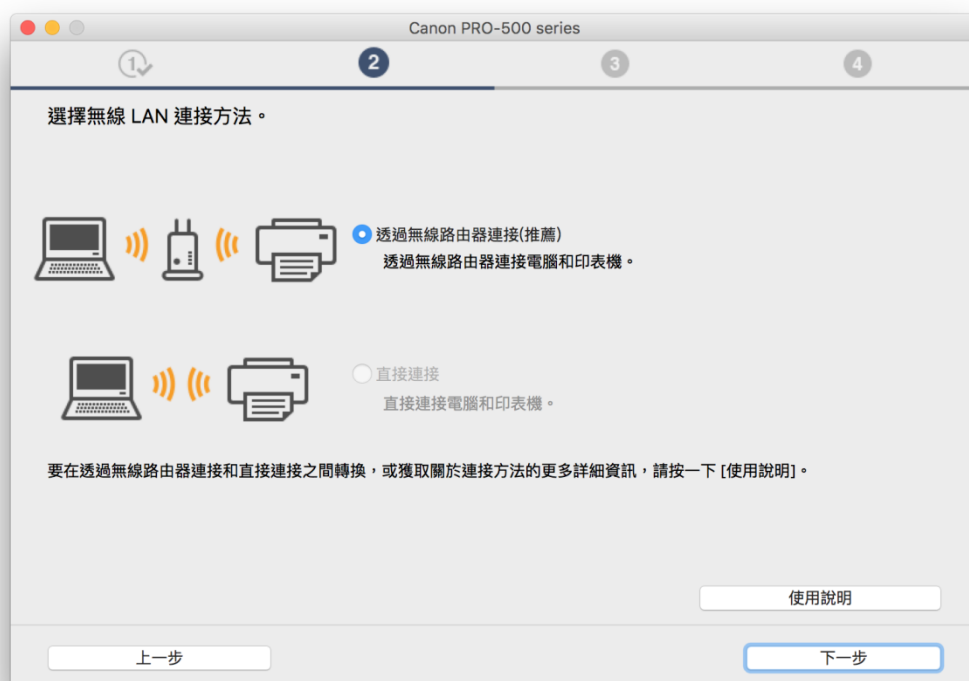 Canon PRO-500 series
1
2
3
4
選擇無線 LAN 連接方法。
透過無線路由器連接(推薦)
透過無線路由器連接電腦和印表機。
直接連接
直接連接電腦和印表機。
要在透過無線路由器連接和直接連接之間轉換，或獲取關於連接方法的更多詳細資訊，請按一下 [使用說明]。
使用說明
上一步
下一步